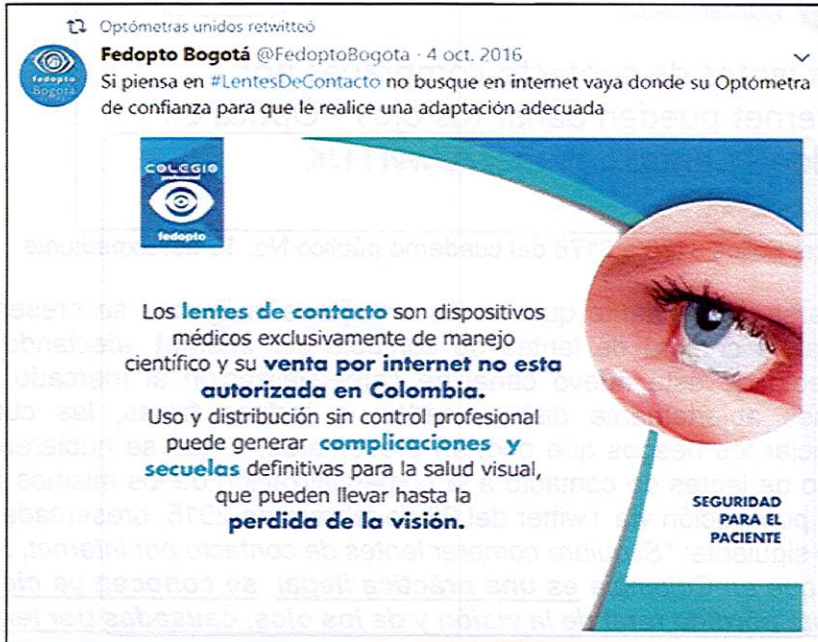 Optómetras unidos retwitteó
Fedopto Bogotá @FedoptoBogota · 4 oct. 2016
Si piensa en #LentesDeContacto no busque en internet vaya donde su Optómetra
de confianza para que le realice una adaptación adecuada
fedopto
Bogotá
COLEGIO
fedopto
Los lentes de contacto son dispositivos
médicos exclusivamente de manejo
científico y su venta por internet no esta
autorizada en Colombia.
Uso y distribución sin control profesional
puede generar complicaciones y
secuelas definitivas para la salud visual,
que pueden llevar hasta la
perdida de la visión.
SEGURIDAD
PARA EL
PACIENTE